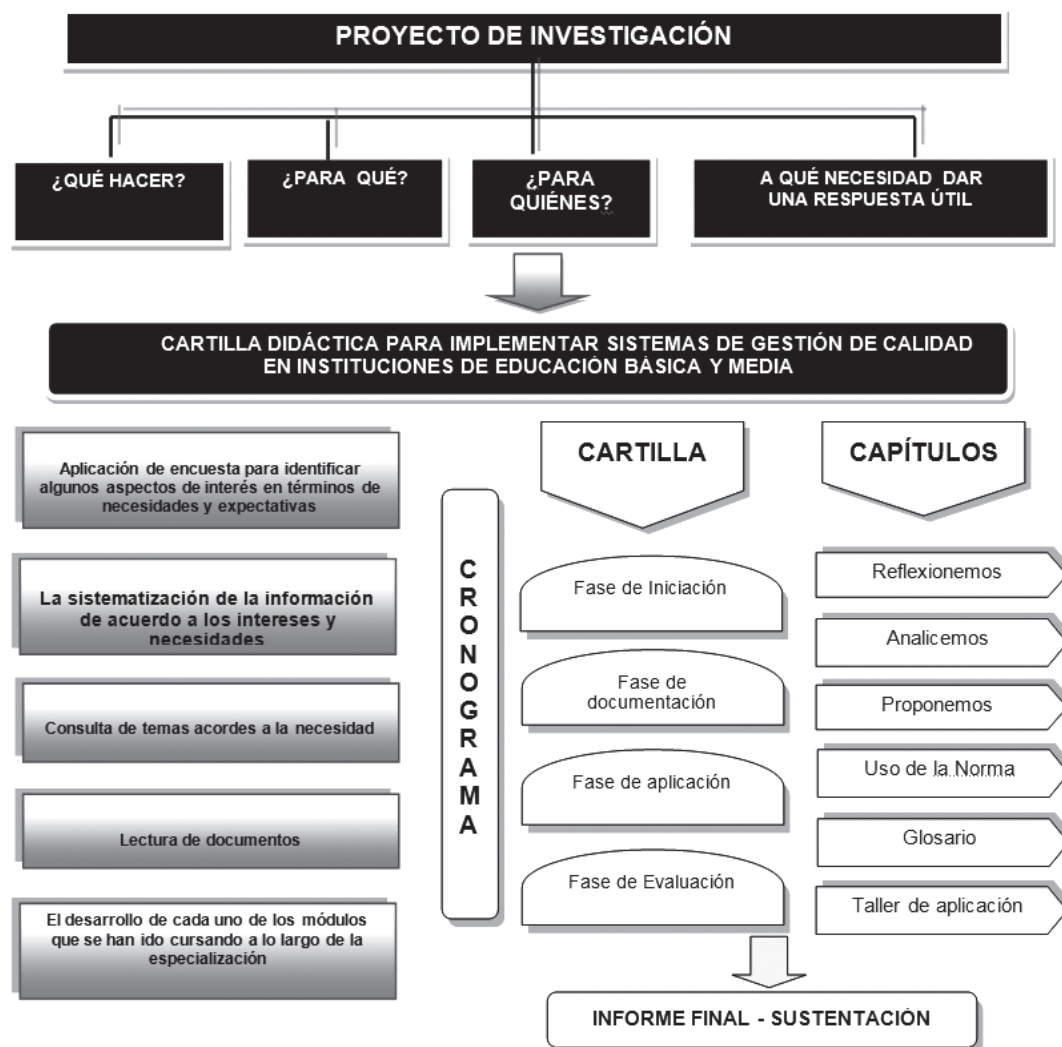 PROYECTO DE INVESTIGACIÓN
¿QUÉ HACER?
¿PARA QUÉ?
¿PARA
QUIÉNES?
A QUÉ NECESIDAD DAR
UNA RESPUESTA ÚTIL
CARTILLA DIDÁCTICA PARA IMPLEMENTAR SISTEMAS DE GESTIÓN DE CALIDAD
EN INSTITUCIONES DE EDUCACIÓN BÁSICA Y MEDIA
Aplicación de encuesta para identificar
algunos aspectos de interés en términos de
necesidades y expectativas
La sistematización de la información
de acuerdo a los intereses y
necesidades
Consulta de temas acordes a la necesidad
Lectura de documentos
El desarrollo de cada uno de los módulos
que se han ido cursando a lo largo de la
especialización
C
R
O
N
O
G
R
A
M
A
CARTILLA
Fase de Iniciación
Fase de
documentación
Fase de aplicación
Fase de Evaluación
CAPÍTULOS
Reflexionemos
Analicemos
Proponemos
Uso de la Norma
Glosario
Taller de aplicación
INFORME FINAL - SUSTENTACIÓN